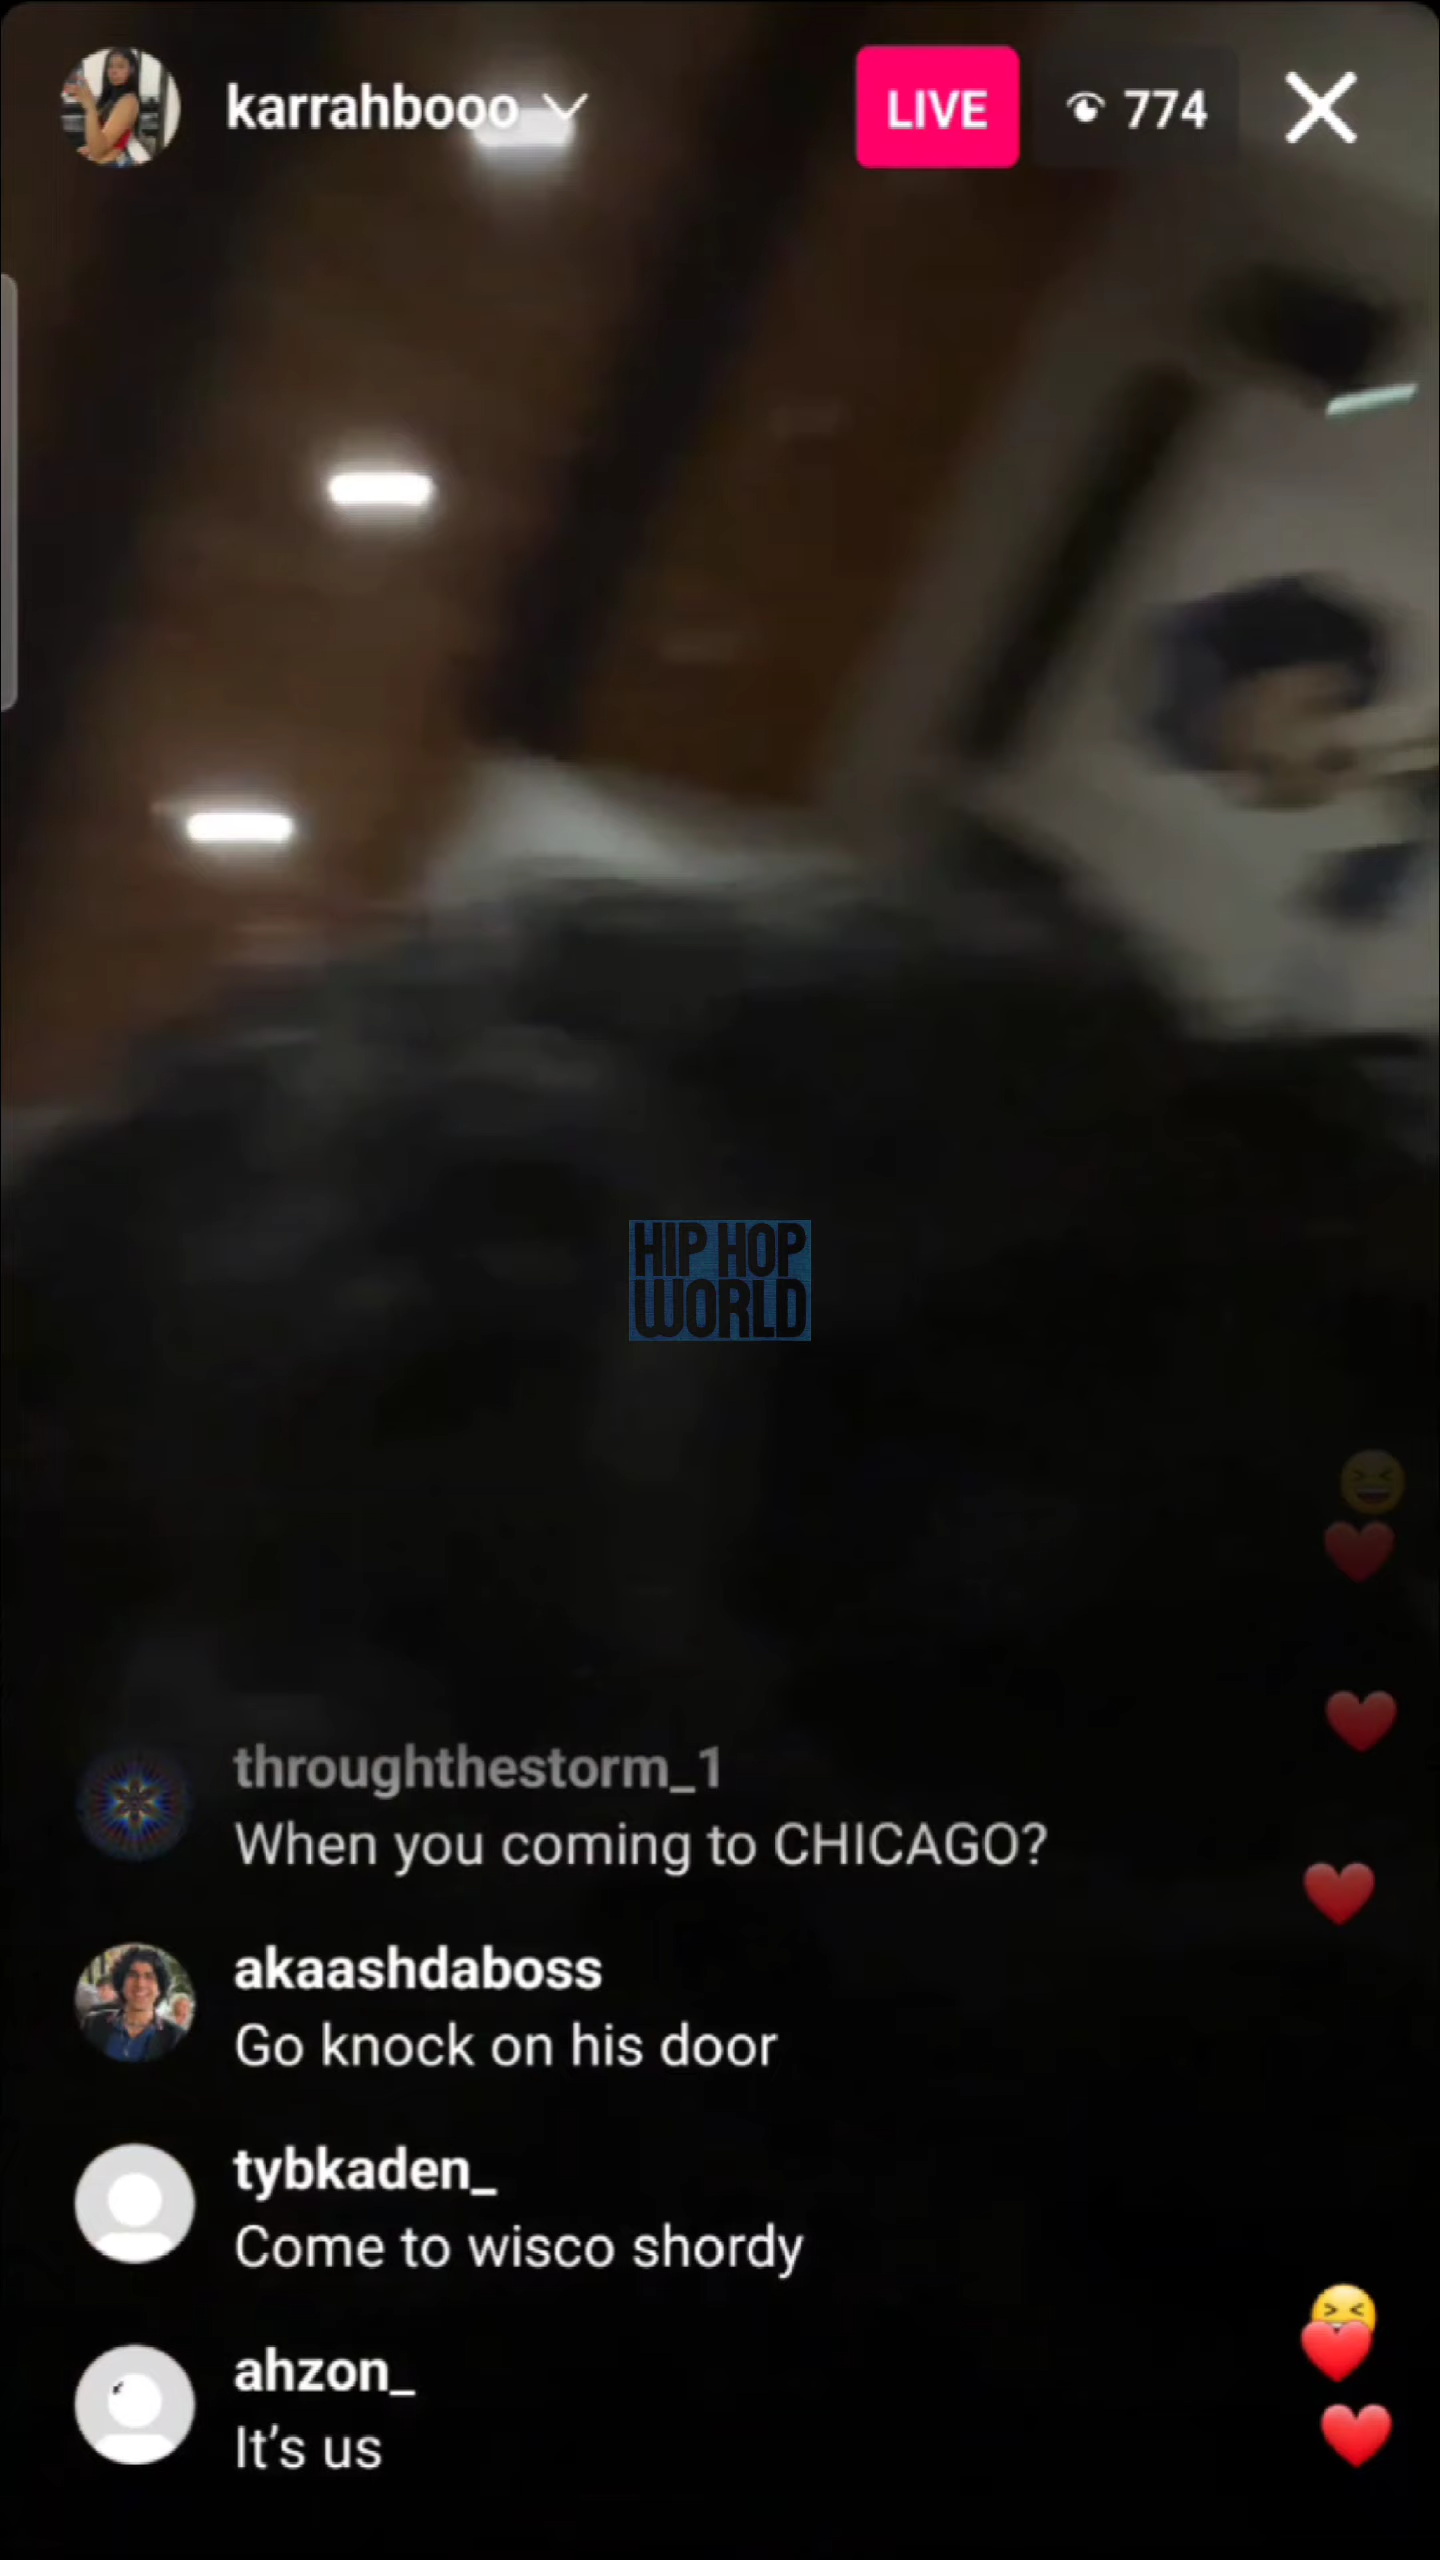 karrahbooo
LIVE
774
HIP HOP
WORLD
throughthestorm_1
When you coming to CHICAGO?
akaashdaboss
Go knock on his door
tybkaden_
Come to wisco shordy
ahzon_
It’s us